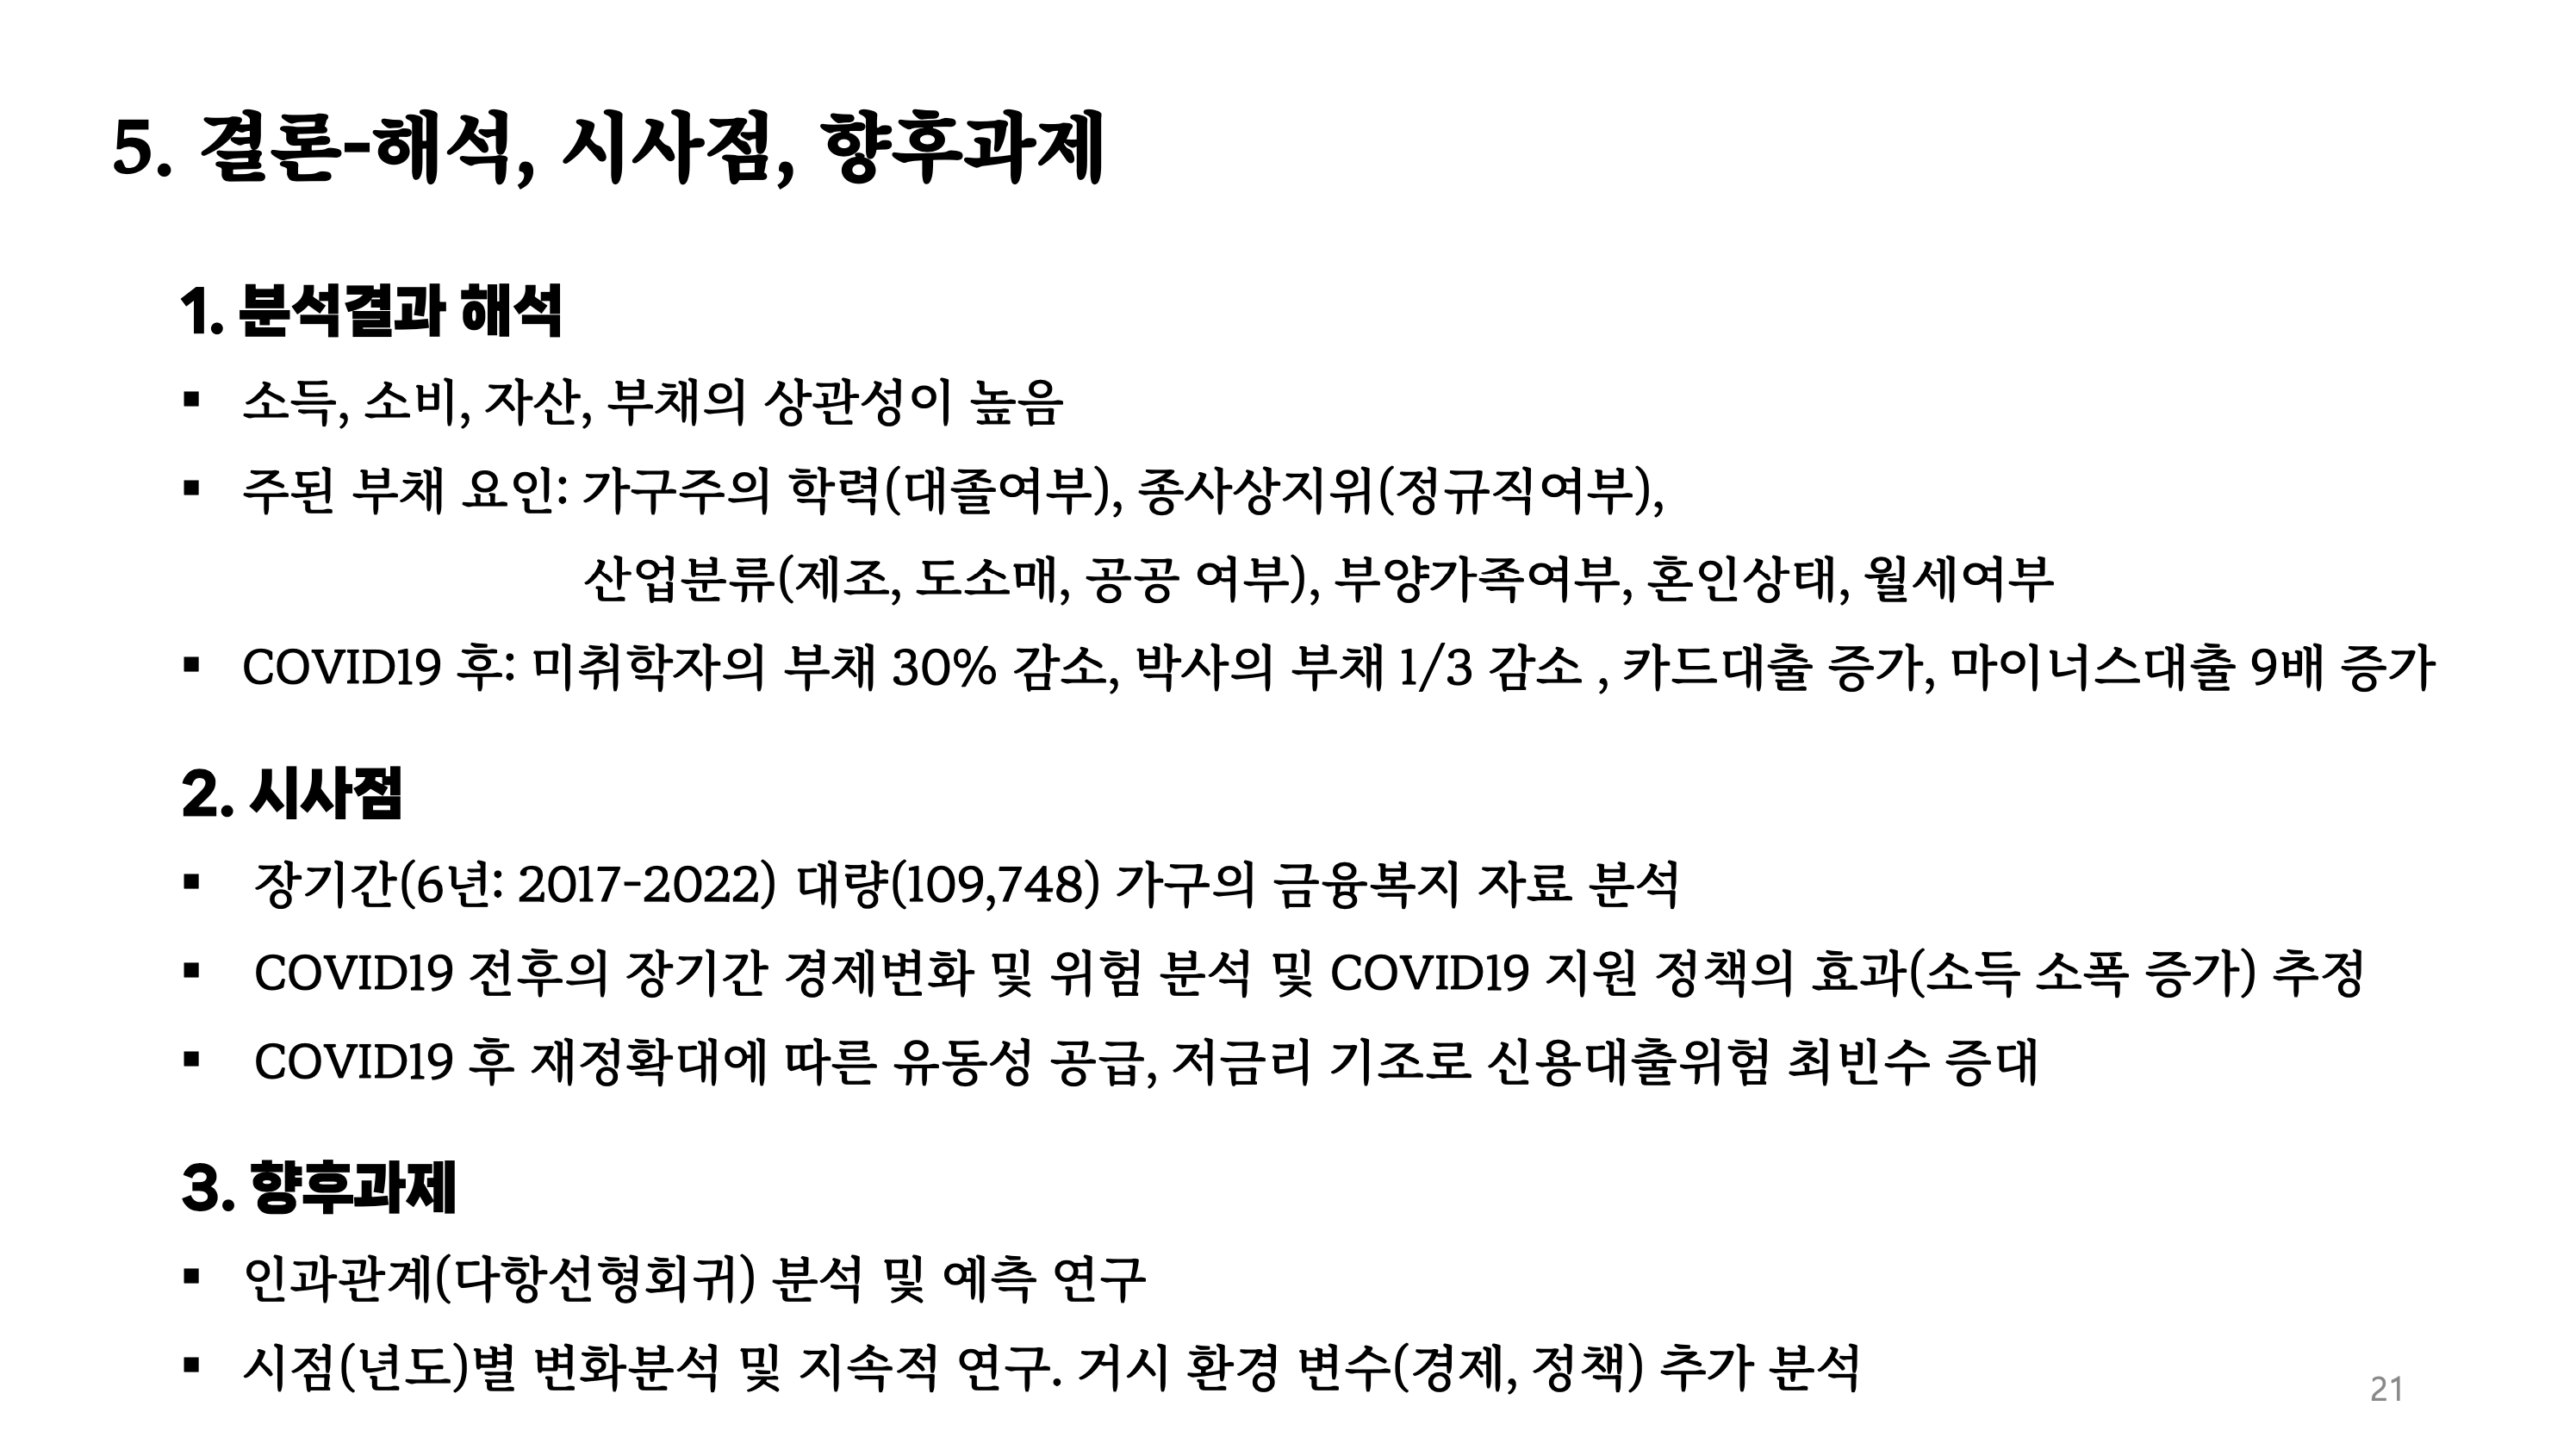 5. 결론-해석, 시사점, 향후과제
1. 분석결과 해석
▪ 소득, 소비, 자산, 부채의 상관성이 높음
▪ 주된 부채 요인: 가구주의 학력(대졸여부), 종사상지위(정규직여부),
산업분류(제조, 도소매, 공공 여부), 부양가족여부, 혼인상태, 월세여부
▪ COVID19 후: 미취학자의 부채 30% 감소, 박사의 부채 1/3 감소 , 카드대출 증가, 마이너스대출 9배 증가
2. 시사점
▪ 장기간(6년: 2017-2022) 대량(109,748) 가구의 금융복지 자료 분석
▪ COVID19 전후의 장기간 경제변화 및 위험 분석 및 COVID19 지원 정책의 효과(소득 소폭 증가) 추정
▪ COVID19 후 재정확대에 따른 유동성 공급, 저금리 기조로 신용대출위험 최빈수 증대
3. 향후과제
▪ 인과관계(다항선형회귀) 분석 및 예측 연구
▪ 시점(년도)별 변화분석 및 지속적 연구. 거시 환경 변수(경제, 정책) 추가 분석
21